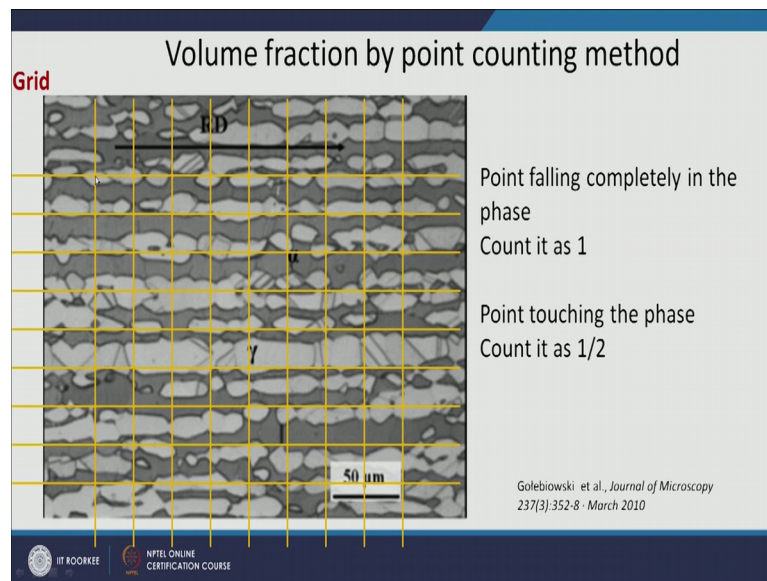 Volume fraction by point counting method
Grid
RD
Point falling completely in the
phase
Count it as 1
α
Point touching the phase
Count it as 1/2
γ
50 µm
Gołebiowski et al., Journal of Microscopy
237(3):352-8 · March 2010
IIT ROORKEE
NPTEL ONLINE
CERTIFICATION COURSE
NPTEL